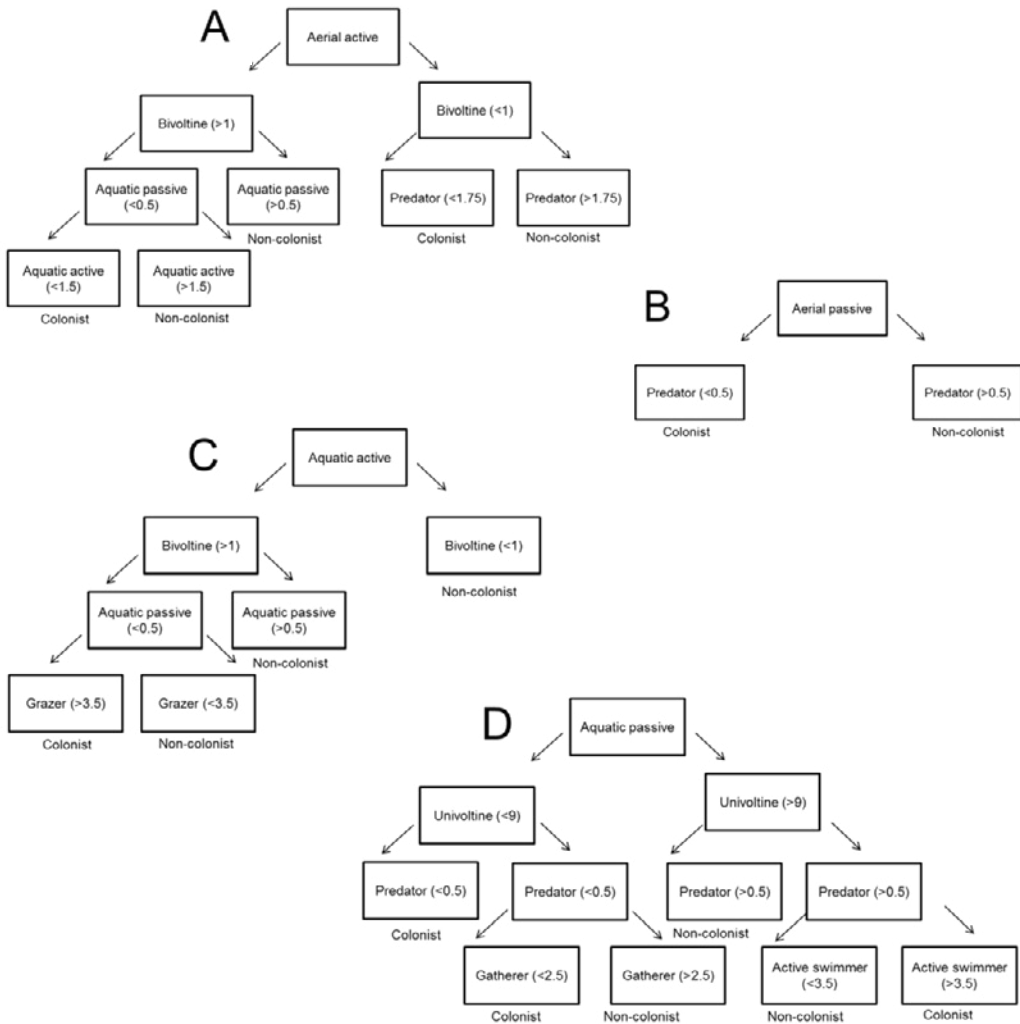 A
Aerial active
Bivoltine (>1)
Bivoltine (<1)
Aquatic passive
(<0.5)
Aquatic passive
(>0.5)
Predator (<1.75)
Predator (>1.75)
Non-colonist
Colonist
Non-colonist
Aquatic active
(<1.5)
Aquatic active
(>1.5)
Colonist
Non-colonist
B
Aerial passive
Predator (<0.5)
Predator (>0.5)
Colonist
Non-colonist
C
Aquatic active
Bivoltine (>1)
Bivoltine (<1)
Non-colonist
Aquatic passive
(<0.5)
Aquatic passive
(>0.5)
Non-colonist
Grazer (>3.5)
Grazer (<3.5)
Colonist
Non-colonist
D
Aquatic passive
Univoltine (<9)
Univoltine (>9)
Predator (<0.5)
Predator (<0.5)
Predator (>0.5)
Predator (>0.5)
Colonist
Non-colonist
Gatherer (<2.5)
Gatherer (>2.5)
Active swimmer
(<3.5)
Active swimmer
(>3.5)
Colonist
Non-colonist
Non-colonist
Colonist